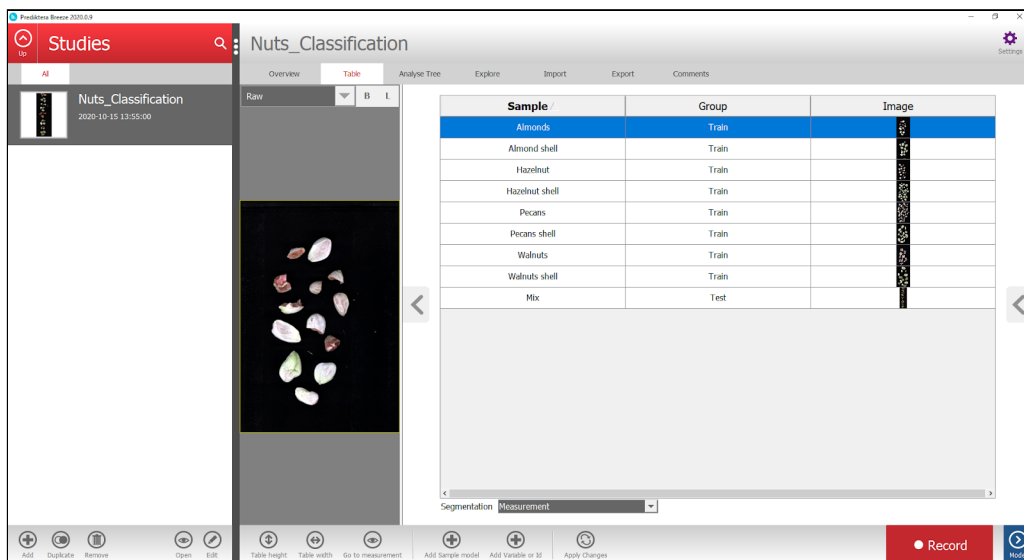 Prediktera Breeze 2020.0.9
Up
Studies
Nuts_Classification
Settings
All
Overview
Table
Analyse Tree
Explore
Import
Export
Comments
Nuts_Classification
2020-10-15 13:55:00
Raw
B
L
Sample
Group
Image
Almonds
Train
Almond shell
Train
Hazelnut
Train
Hazelnut shell
Train
Pecans
Train
Pecans shell
Train
Walnuts
Train
Walnuts shell
Train
Mix
Test
Segmentation
Measurement
Add
Duplicate
Remove
Open
Edit
Table height
Table width
Go to measurement
Add Sample model
Add Variable or Id
Apply Changes
Record
Mode